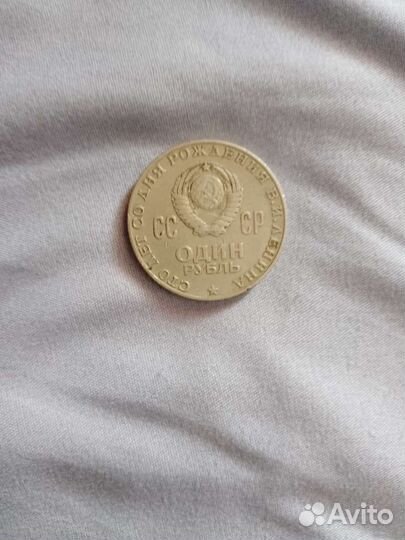 СТО ЛЕТ СО ДНЯ РОЖДЕНИЯ В.И.ЛЕНИНА
СС СР
ОДИН
РУБЛЬ
Avito